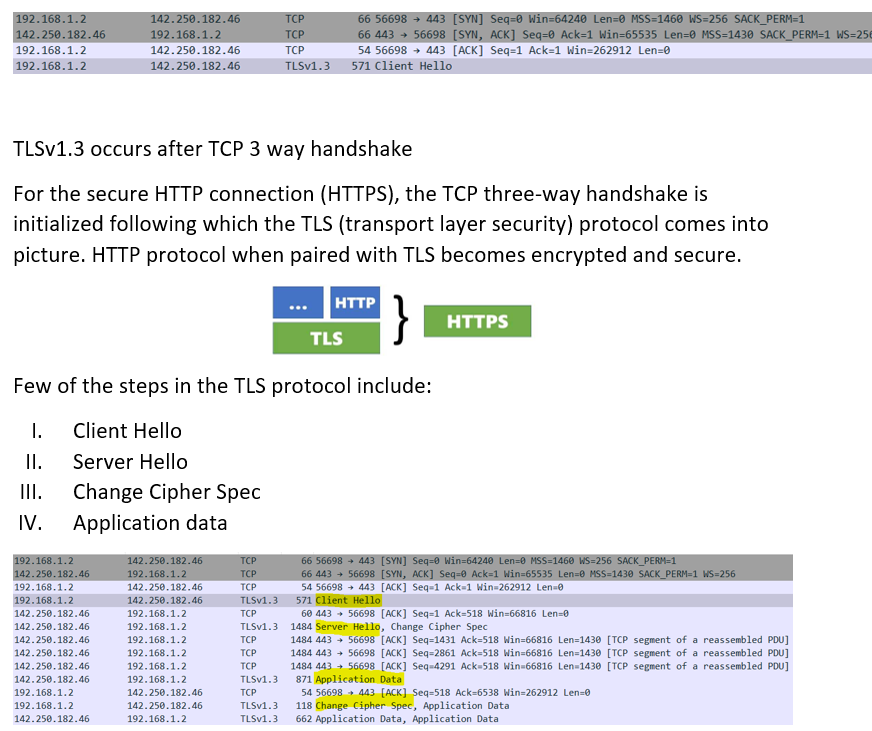 192.168.1.2 142.250.182.46 TCP 66 56698 → 443 [SYN] Seq=0 Win=64240 Len=0 MSS=1460 WS=256 SACK_PERM=1
142.250.182.46 192.168.1.2 TCP 66 443 → 56698 [SYN, ACK] Seq=0 Ack=1 Win=65535 Len=0 MSS=1430 SACK_PERM=1 WS=256
192.168.1.2 142.250.182.46 TCP 54 56698 → 443 [ACK] Seq=1 Ack=1 Win=262912 Len=0
192.168.1.2 142.250.182.46 TLSv1.3 571 Client Hello
TLSv1.3 occurs after TCP 3 way handshake
For the secure HTTP connection (HTTPS), the TCP three-way handshake is
initialized following which the TLS (transport layer security) protocol comes into
picture. HTTP protocol when paired with TLS becomes encrypted and secure.
... HTTP
TLS
} HTTPS
Few of the steps in the TLS protocol include:
I. Client Hello
II. Server Hello
III. Change Cipher Spec
IV. Application data
192.168.1.2 142.250.182.46 TCP 66 56698 → 443 [SYN] Seq=0 Win=64240 Len=0 MSS=1460 WS=256 SACK_PERM=1
142.250.182.46 192.168.1.2 TCP 66 443 → 56698 [SYN, ACK] Seq=0 Ack=1 Win=65535 Len=0 MSS=1430 SACK_PERM=1 WS=256
192.168.1.2 142.250.182.46 TCP 54 56698 → 443 [ACK] Seq=1 Ack=1 Win=262912 Len=0
192.168.1.2 142.250.182.46 TLSv1.3 571 Client Hello
142.250.182.46 192.168.1.2 TCP 60 443 → 56698 [ACK] Seq=1 Ack=518 Win=66816 Len=0
142.250.182.46 192.168.1.2 TLSv1.3 1484 Server Hello, Change Cipher Spec
142.250.182.46 192.168.1.2 TCP 1484 443 → 56698 [ACK] Seq=1431 Ack=518 Win=66816 Len=1430 [TCP segment of a reassembled PDU]
142.250.182.46 192.168.1.2 TCP 1484 443 → 56698 [ACK] Seq=2861 Ack=518 Win=66816 Len=1430 [TCP segment of a reassembled PDU]
142.250.182.46 192.168.1.2 TCP 1484 443 → 56698 [ACK] Seq=4291 Ack=518 Win=66816 Len=1430 [TCP segment of a reassembled PDU]
142.250.182.46 192.168.1.2 TLSv1.3 871 Application Data
192.168.1.2 142.250.182.46 TCP 54 56698 → 443 [ACK] Seq=518 Ack=6538 Win=262912 Len=0
192.168.1.2 142.250.182.46 TLSv1.3 118 Change Cipher Spec, Application Data
142.250.182.46 192.168.1.2 TLSv1.3 662 Application Data, Application Data